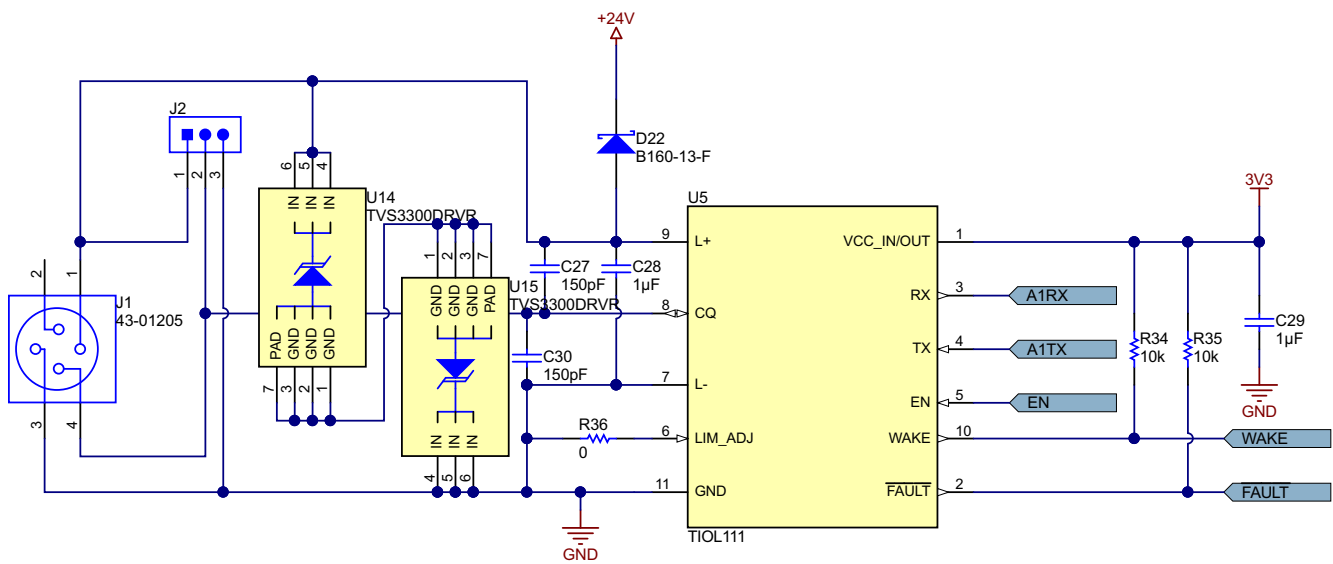 +24V
J2
D22
B160-13-F
1
2
3
6
5
4
IN
IN
IN
U14
TVS3300DRVR
PAD
GND
GND
GND
7
3
2
1
1
2
3
7
GND
GND
GND
PAD
U15
TVS3300DRVR
IN
IN
IN
4
5
6
2
1
J1
43-01205
3
4
C27
150pF
C28
1µF
C30
150pF
R36
0
GND
U5
9
L+
8
CQ
7
L-
6
LIM_ADJ
11
GND
VCC_IN/OUT
1
RX
3
TX
4
EN
5
WAKE
10
FAULT
2
TIOL111
A1RX
A1TX
EN
WAKE
FAULT
R34
10k
R35
10k
3V3
C29
1µF
GND